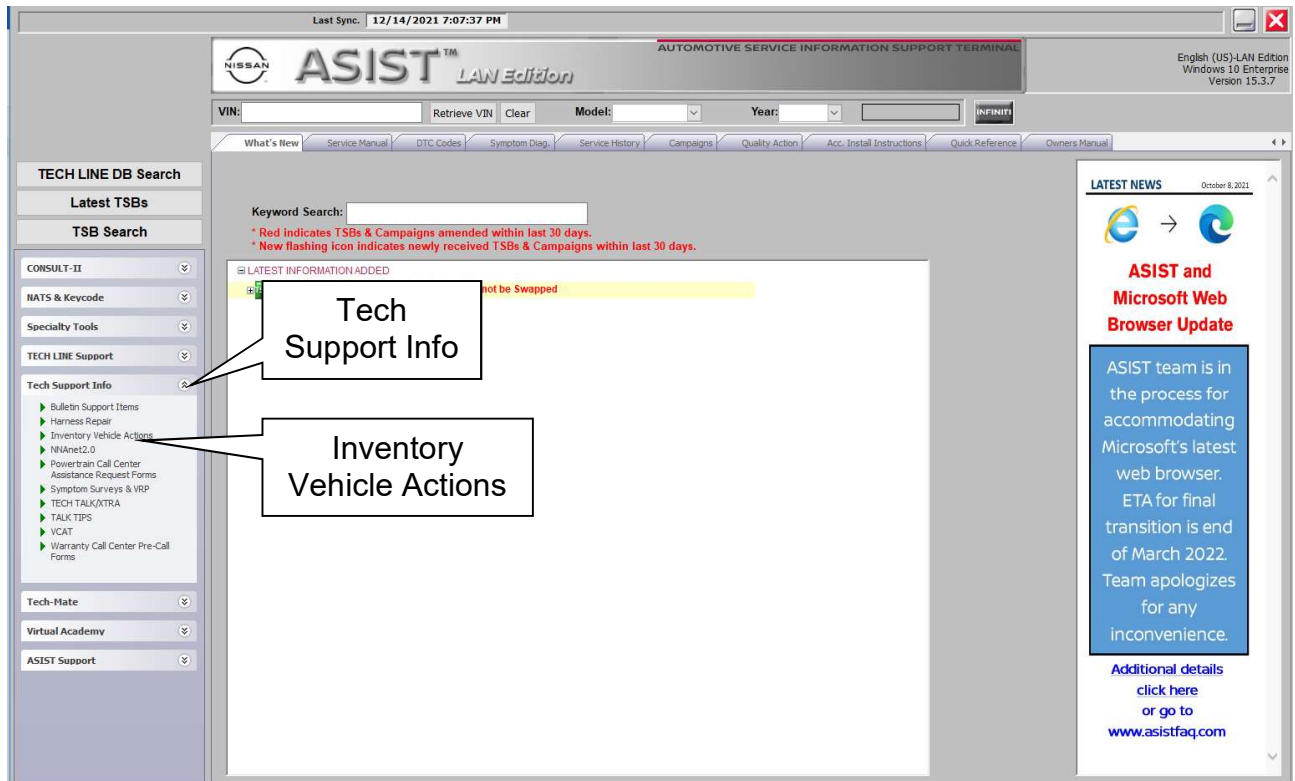 Last Sync. 12/14/2021 7:07:37 PM
NISSAN
ASIST™ LAN Edition
AUTOMOTIVE SERVICE INFORMATION SUPPORT TERMINAL
English (US)-LAN Edition
Windows 10 Enterprise
Version 15.3.7
VIN: Retrieve VIN Clear Model: Year: INFINITI
What's New Service Manual DTC Codes Symptom Diag. Service History Campaigns Quality Action Acc. Install Instructions Quick Reference Owners Manual
TECH LINE DB Search
Latest TSBs
TSB Search
CONSULT-II
NATS & Keycode
Specialty Tools
TECH LINE Support
Tech Support Info
Bulletin Support Items
Harness Repair
Inventory Vehicle Actions
NNAnet2.0
Powertrain Call Center
Assistance Request Forms
Symptom Surveys & VRP
TECH TALK/XTRA
TALK TIPS
VCAT
Warranty Call Center Pre-Call
Forms
Tech-Mate
Virtual Academy
ASIST Support
Keyword Search:
* Red indicates TSBs & Campaigns amended within last 30 days.
* New flashing icon indicates newly received TSBs & Campaigns within last 30 days.
LATEST INFORMATION ADDED
not be Swapped
Tech
Support Info
Inventory
Vehicle Actions
LATEST NEWS October 8, 2021
ASIST and
Microsoft Web
Browser Update
ASIST team is in
the process for
accommodating
Microsoft's latest
web browser.
ETA for final
transition is end
of March 2022.
Team apologizes
for any
inconvenience.
Additional details
click here
or go to
www.asistfaq.com